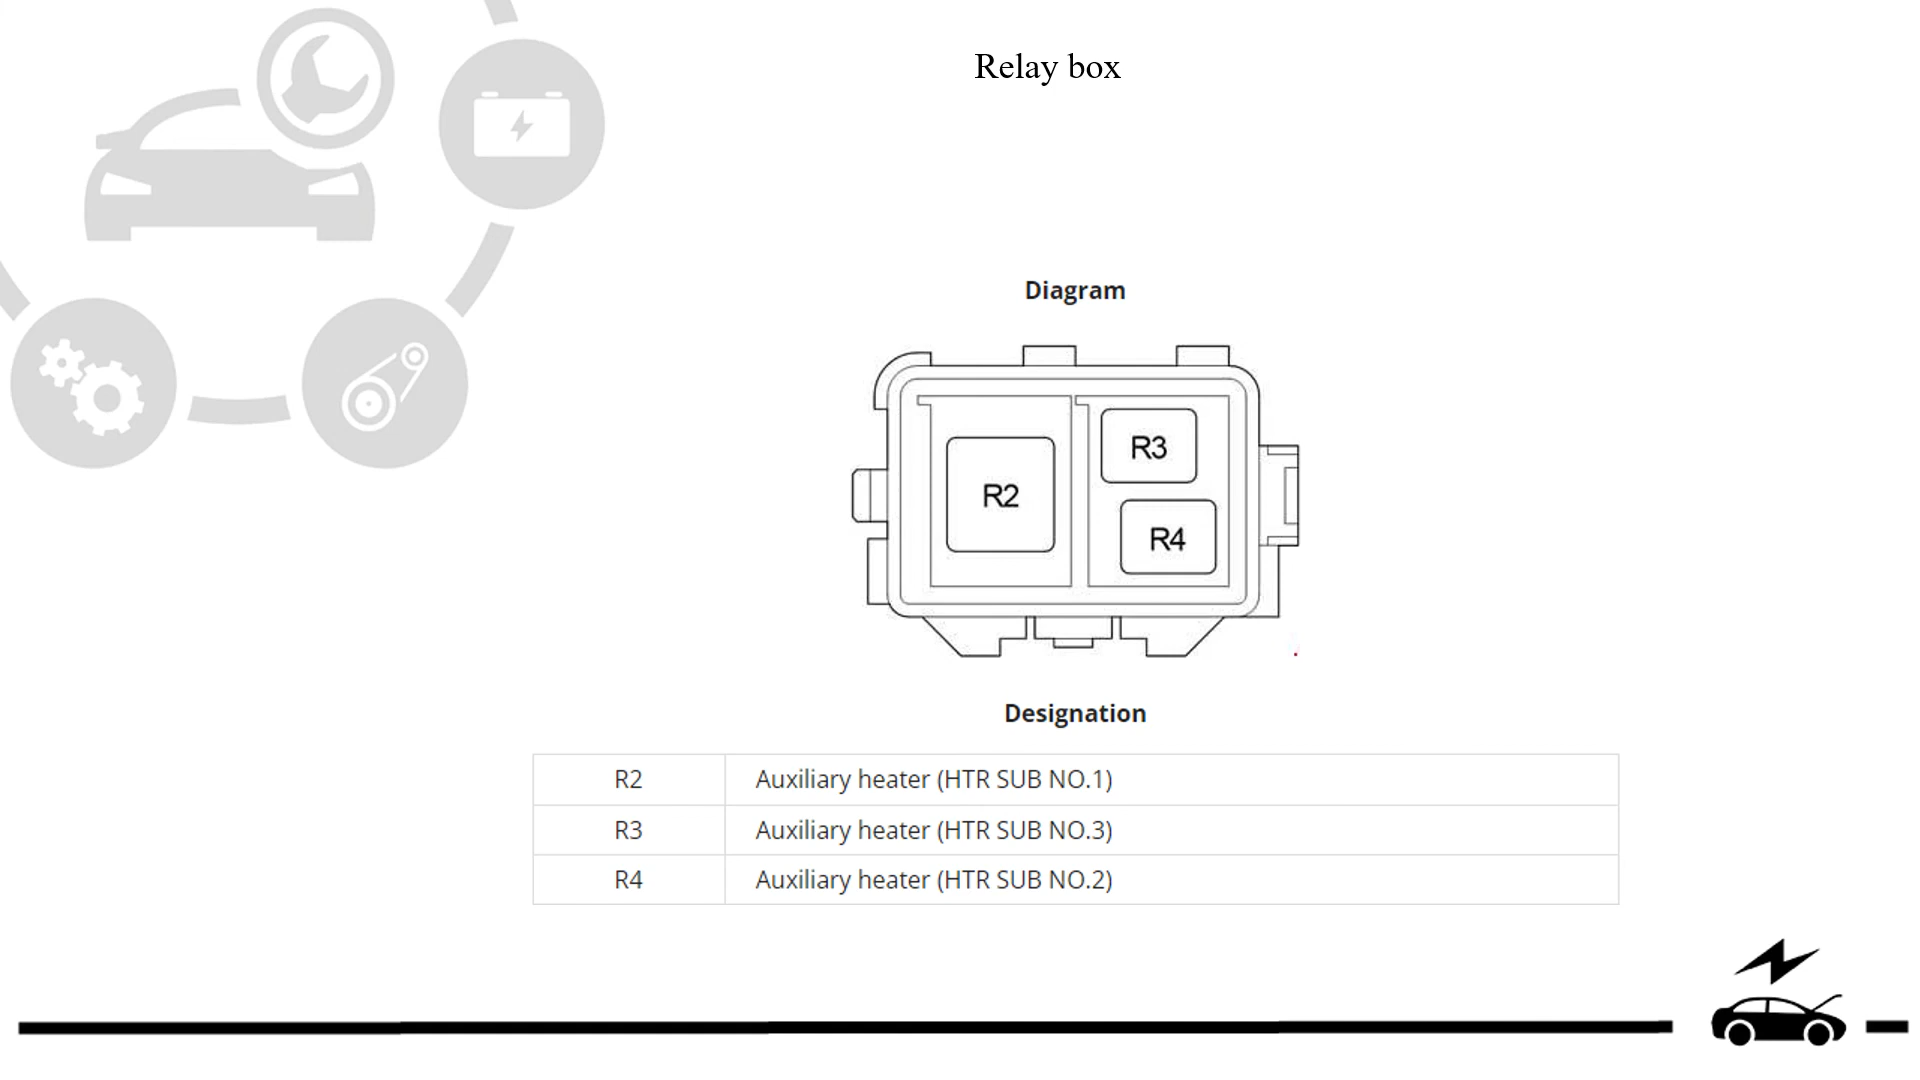 Relay box
Diagram
R3
R2
R4
Designation
R2 Auxiliary heater (HTR SUB NO.1)
R3 Auxiliary heater (HTR SUB NO.3)
R4 Auxiliary heater (HTR SUB NO.2)